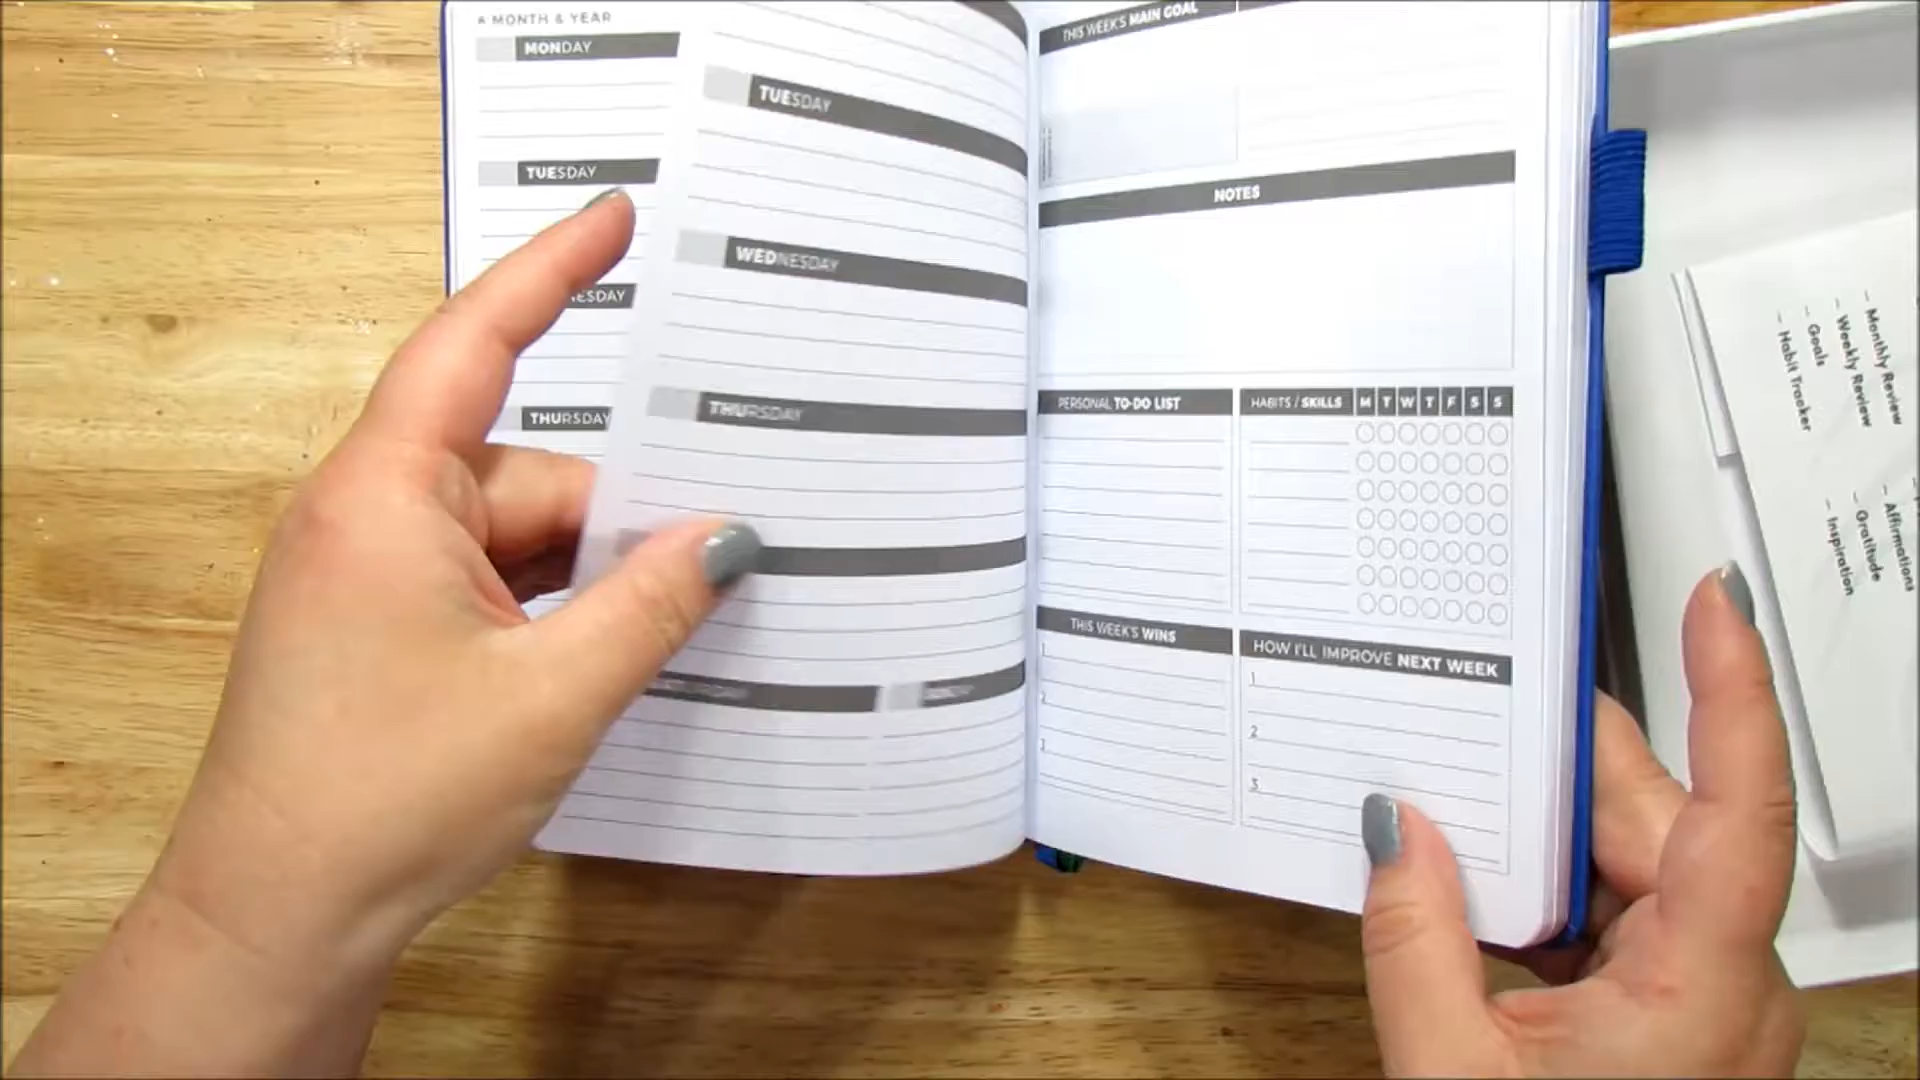 & MONTH & YEAR
MONDAY
TUESDAY
NESDAY
THURSDAY
TUESDAY
WEDNESDAY
THURSDAY
THIS WEEK'S MAIN GOAL
NOTES
PERSONAL TO-DO LIST
HABITS / SKILLS M T W T F S S
THIS WEEK'S WINS
1.
2.
3
HOW I'LL IMPROVE NEXT WEEK
1
2
3.
– Monthly Review
– Weekly Review
– Goals
– Habit Tracker
– Affirmations
– Gratitude
– Inspiration